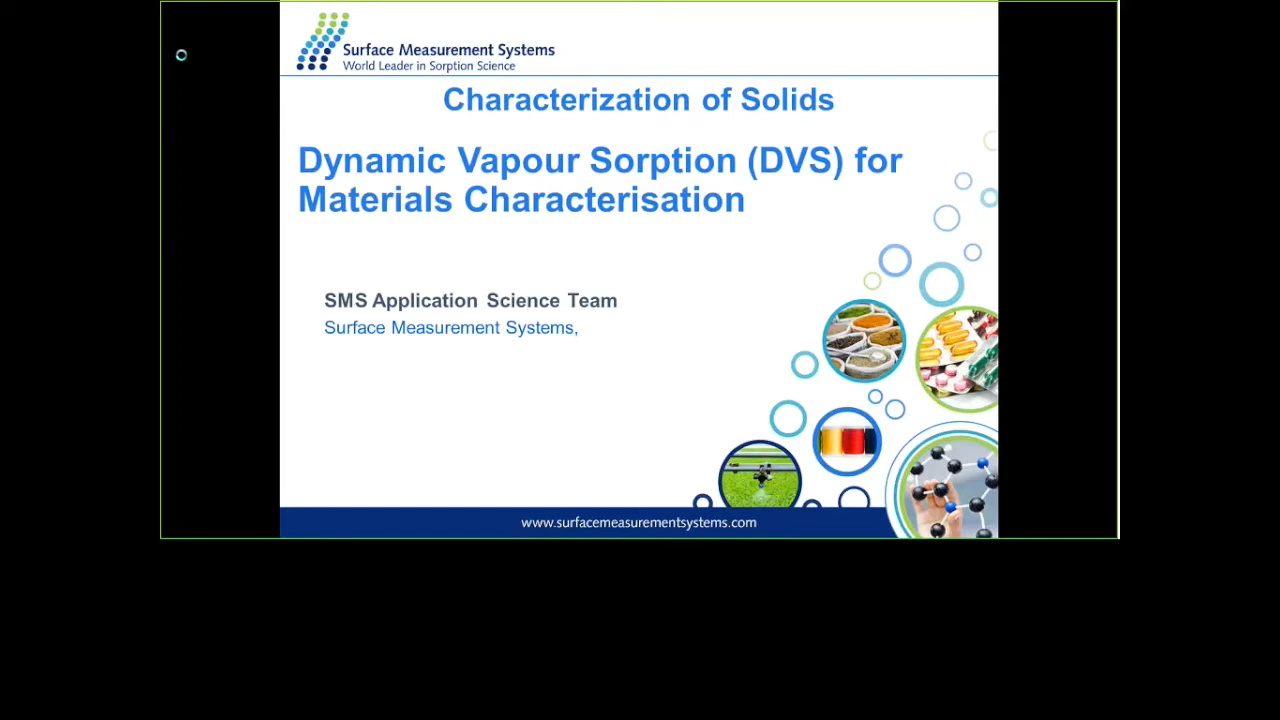 Surface Measurement Systems
World Leader in Sorption Science
Characterization of Solids
Dynamic Vapour Sorption (DVS) for
Materials Characterisation
SMS Application Science Team
Surface Measurement Systems,
www.surfacemeasurementsystems.com